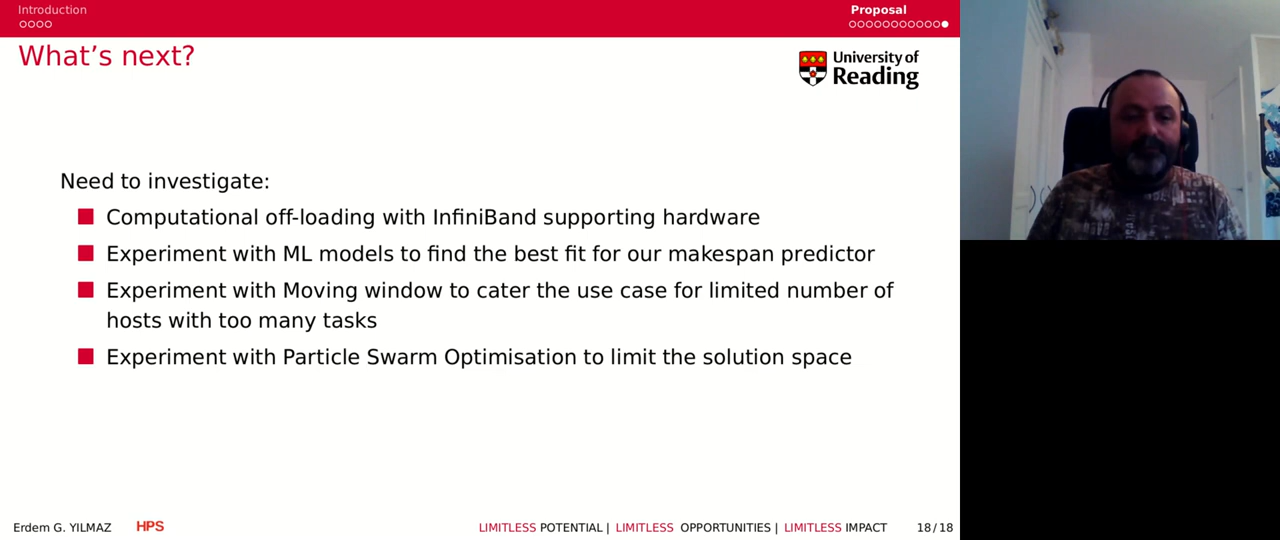 Introduction
Proposal
What's next?
University of
Reading
Need to investigate:
Computational off-loading with InfiniBand supporting hardware
Experiment with ML models to find the best fit for our makespan predictor
Experiment with Moving window to cater the use case for limited number of
hosts with too many tasks
Experiment with Particle Swarm Optimisation to limit the solution space
Erdem G. YILMAZ HPS LIMITLESS POTENTIAL | LIMITLESS OPPORTUNITIES | LIMITLESS IMPACT 18/18